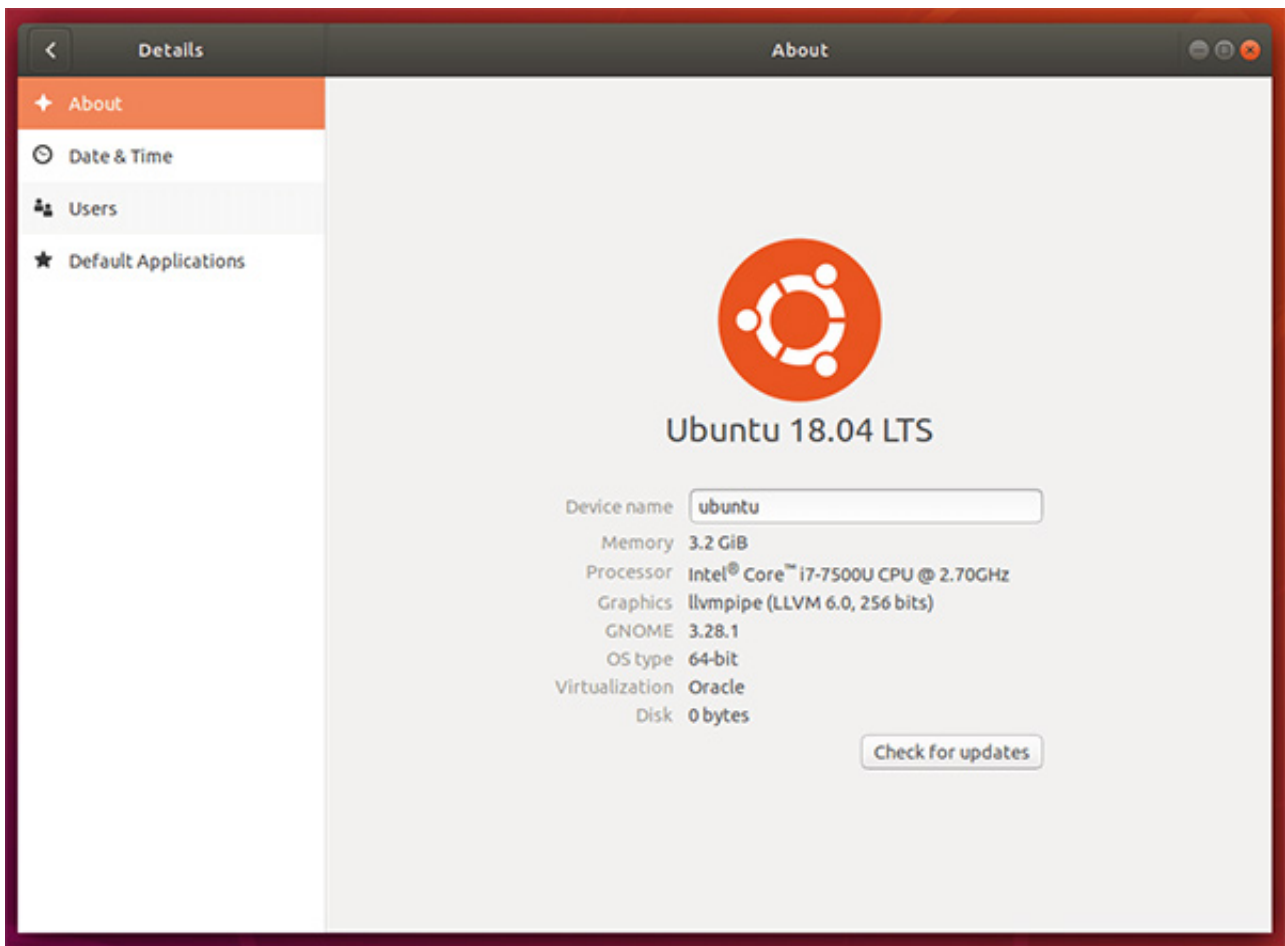 Details
About
About
Date & Time
Users
Default Applications
Ubuntu 18.04 LTS
Device name ubuntu
Memory 3.2 GiB
Processor Intel® Core™ i7-7500U CPU @ 2.70GHz
Graphics llvmpipe (LLVM 6.0, 256 bits)
GNOME 3.28.1
OS type 64-bit
Virtualization Oracle
Disk 0 bytes
Check for updates